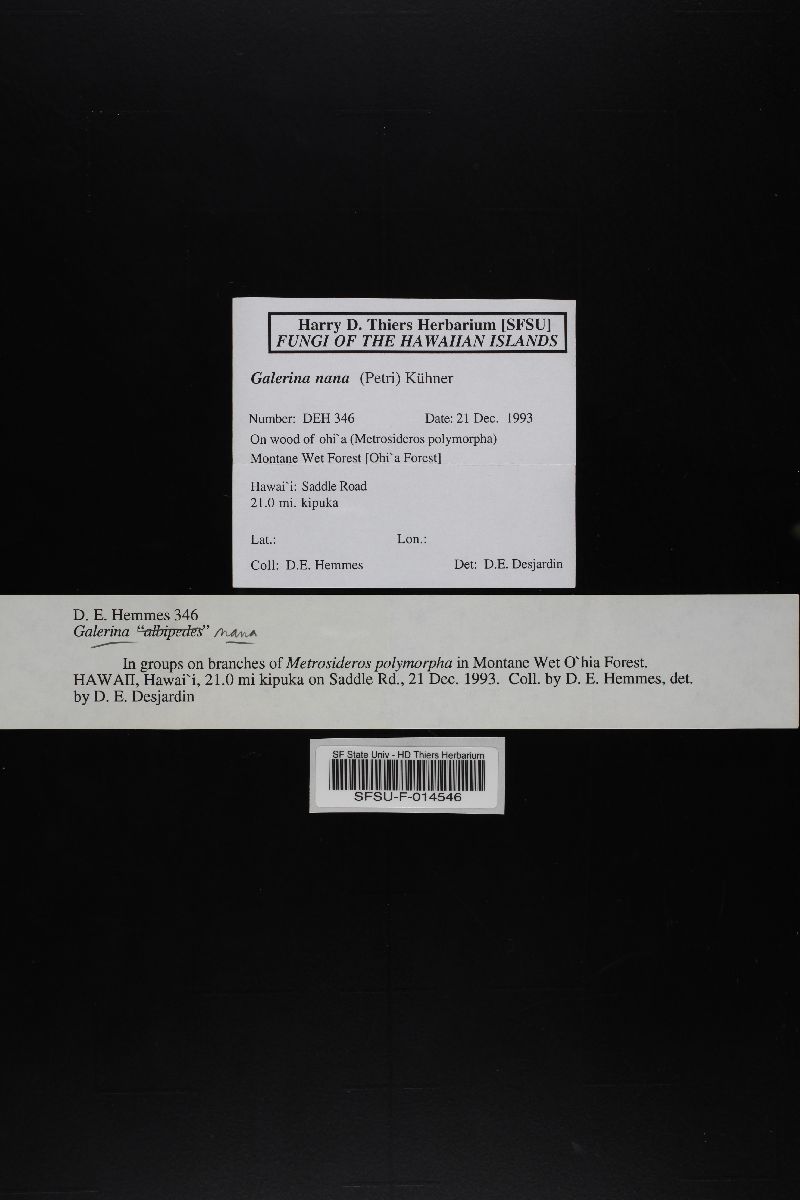 Harry D. Thiers Herbarium [SFSU]
FUNGI OF THE HAWAIIAN ISLANDS
Galerina nana (Petri) Kühner
Number: DEH 346 Date: 21 Dec. 1993
On wood of ohi`a (Metrosideros polymorpha)
Montane Wet Forest [Ohi`a Forest]
Hawai`i: Saddle Road
21.0 mi. kipuka
Lat.: Lon.:
Coll: D.E. Hemmes Det: D.E. Desjardin
D. E. Hemmes 346
Galerina "albipedes" nana
In groups on branches of Metrosideros polymorpha in Montane Wet O`hia Forest.
HAWAII, Hawai`i, 21.0 mi kipuka on Saddle Rd., 21 Dec. 1993. Coll. by D. E. Hemmes, det.
by D. E. Desjardin
SF State Univ - HD Thiers Herbarium
SFSU-F-014546